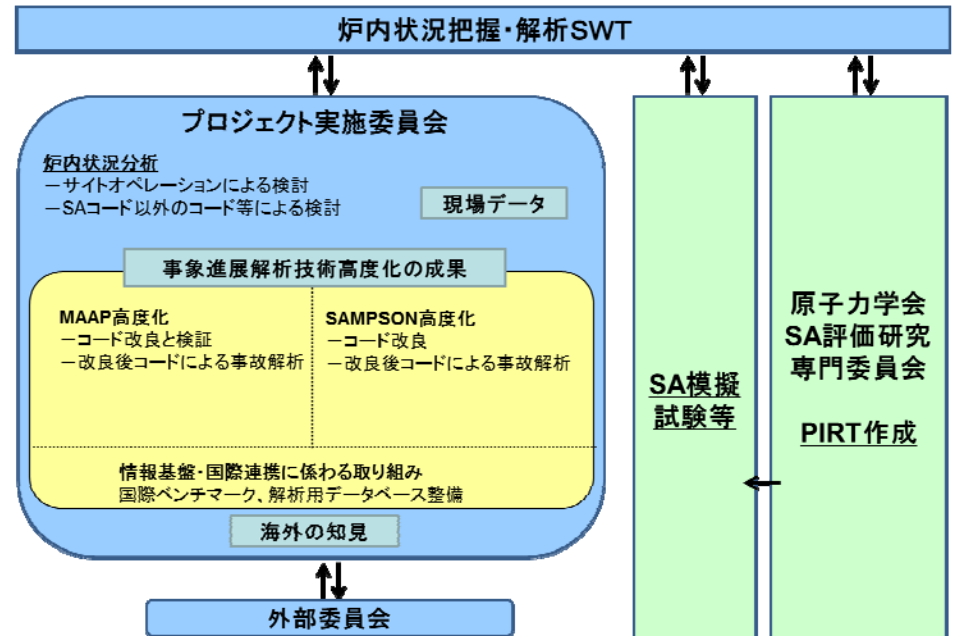 炉内状況把握・解析SWT
プロジェクト実施委員会
炉内状況分析
－サイトオペレーションによる検討
－SAコード以外のコード等による検討
現場データ
事象進展解析技術高度化の成果
MAAP高度化
－コード改良と検証
－改良後コードによる事故解析
SAMPSON高度化
－コード改良
－改良後コードによる事故解析
情報基盤・国際連携に係わる取り組み
国際ベンチマーク、解析用データベース整備
海外の知見
外部委員会
SA模擬
試験等
原子力学会
SA評価研究
専門委員会
PIRT作成